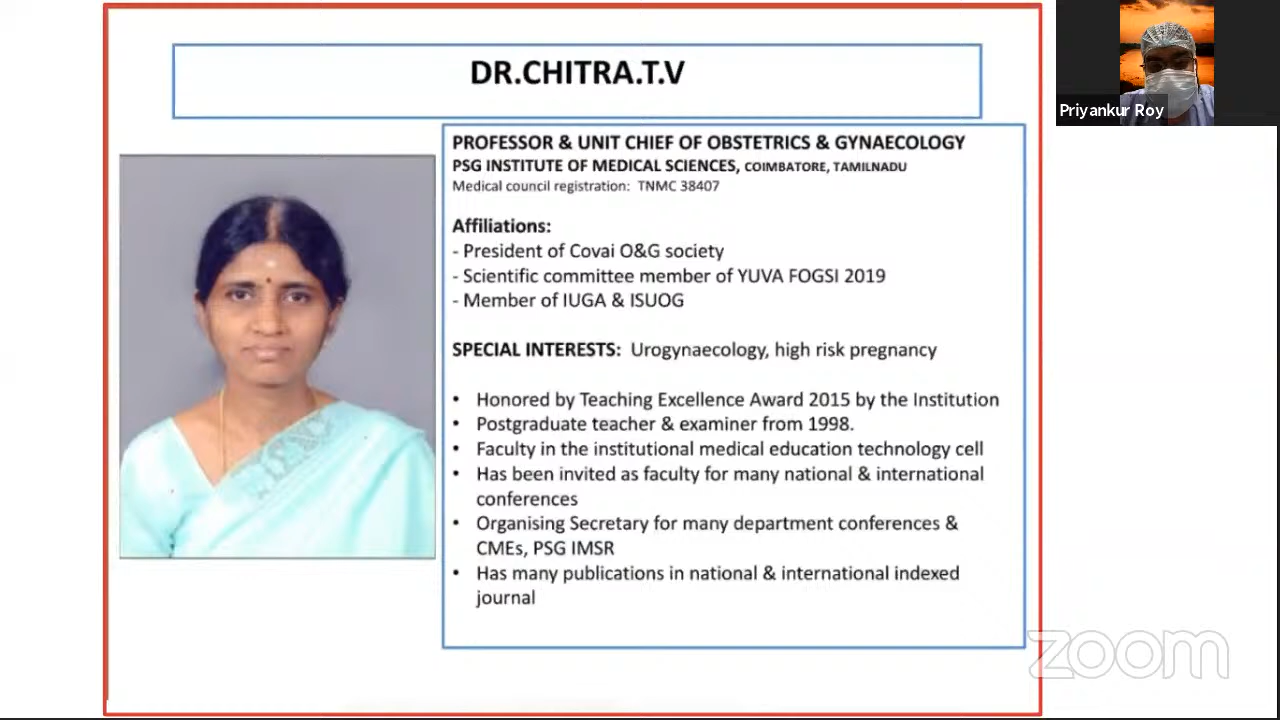 DR.CHITRA.T.V
PROFESSOR & UNIT CHIEF OF OBSTETRICS & GYNAECOLOGY
PSG INSTITUTE OF MEDICAL SCIENCES, COIMBATORE, TAMILNADU
Medical council registration: TNMC 38407
Affiliations:
- President of Covai O&G society
- Scientific committee member of YUVA FOGSI 2019
- Member of IUGA & ISUOG
SPECIAL INTERESTS: Urogynaecology, high risk pregnancy
• Honored by Teaching Excellence Award 2015 by the Institution
• Postgraduate teacher & examiner from 1998.
• Faculty in the institutional medical education technology cell
• Has been invited as faculty for many national & international
conferences
• Organising Secretary for many department conferences &
CMEs, PSG IMSR
• Has many publications in national & international indexed
journal
Priyankur Roy
zoom